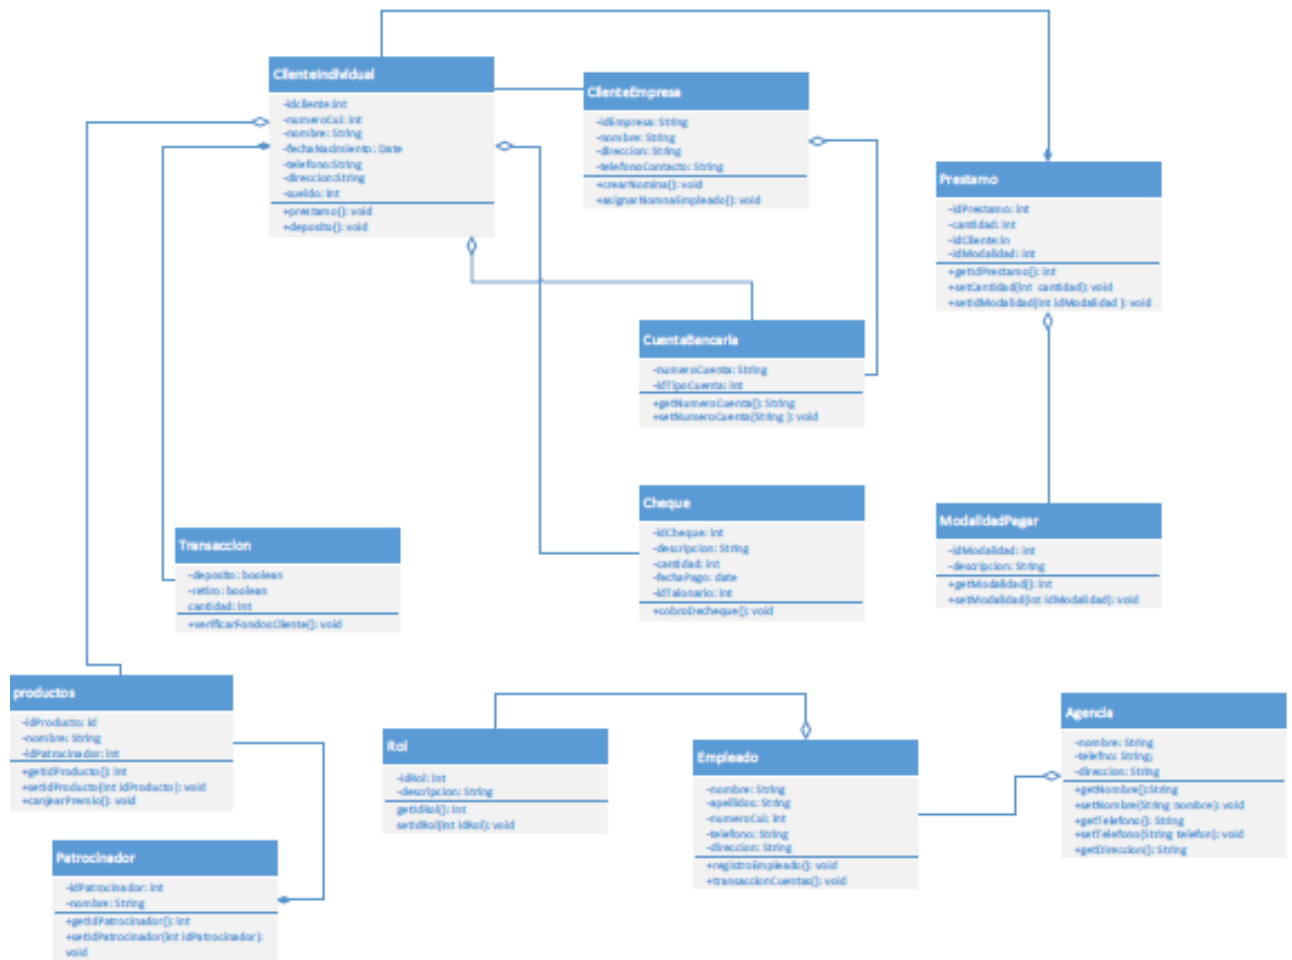 ClienteIndividual
-idcliente:int
-numeroCui: int
-nombre: String
-fechaNacimiento: Date
-telefono:String
-direccion:String
-sueldo: int
+prestamo(): void
+deposito(): void
ClienteEmpresa
-idEmpresa: String
-nombre: String
-direccion: String
-telefonoContacto: String
+crearNomina(): void
+asignarNomnaEmpleado(): void
Prestamo
-idPrestamo: int
-cantidad: int
-idCliente:in
-idModalidad: int
+getidPrestamo(): int
+setCantidad(int cantidad): void
+setidModalidad(int idModalidad ): void
CuentaBancaria
-numeroCuenta: String
-idTipoCuenta: int
+getNumeroCuenta(): String
+setNumeroCuenta(String ): void
Cheque
-idCheque: int
-descripcion: String
-cantidad: int
-fechaPago: date
-idTalonario: int
+cobroDecheque(): void
ModalidadPagar
-idModalidad: int
-descripcion: String
+getModalidad(): int
+setModalidad(int idModalidad): void
Transaccion
-deposito: boolean
-retiro: boolean
cantidad: int
+verificarFondosCliente(): void
productos
-idProducto: id
-nombre: String
-idPatrocinador: int
+getidProducto(): int
+setidProducto(int idProducto): void
+canjearPremio(): void
Rol
-idRol: int
-descripcion: String
getidRol(): int
setidRol(int idRol): void
Empleado
-nombre: String
-apellidos: String
-numeroCui: int
-telefono: String
-direccion: String
+registroEmpleado(): void
+transaccionCuentas(): void
Agencia
-nombre: String
-telefno: String;
-direccion: String
+getNombre():String
+setNombre(String nombre): void
+getTelefono(): String
+setTelefono(String telefon): void
+getDireccion(): String
Patrocinador
-idPatrocinador: int
-nombre: String
+getidPatrocinador(): int
+setidPatrocinador(int idPatrocinador):
void